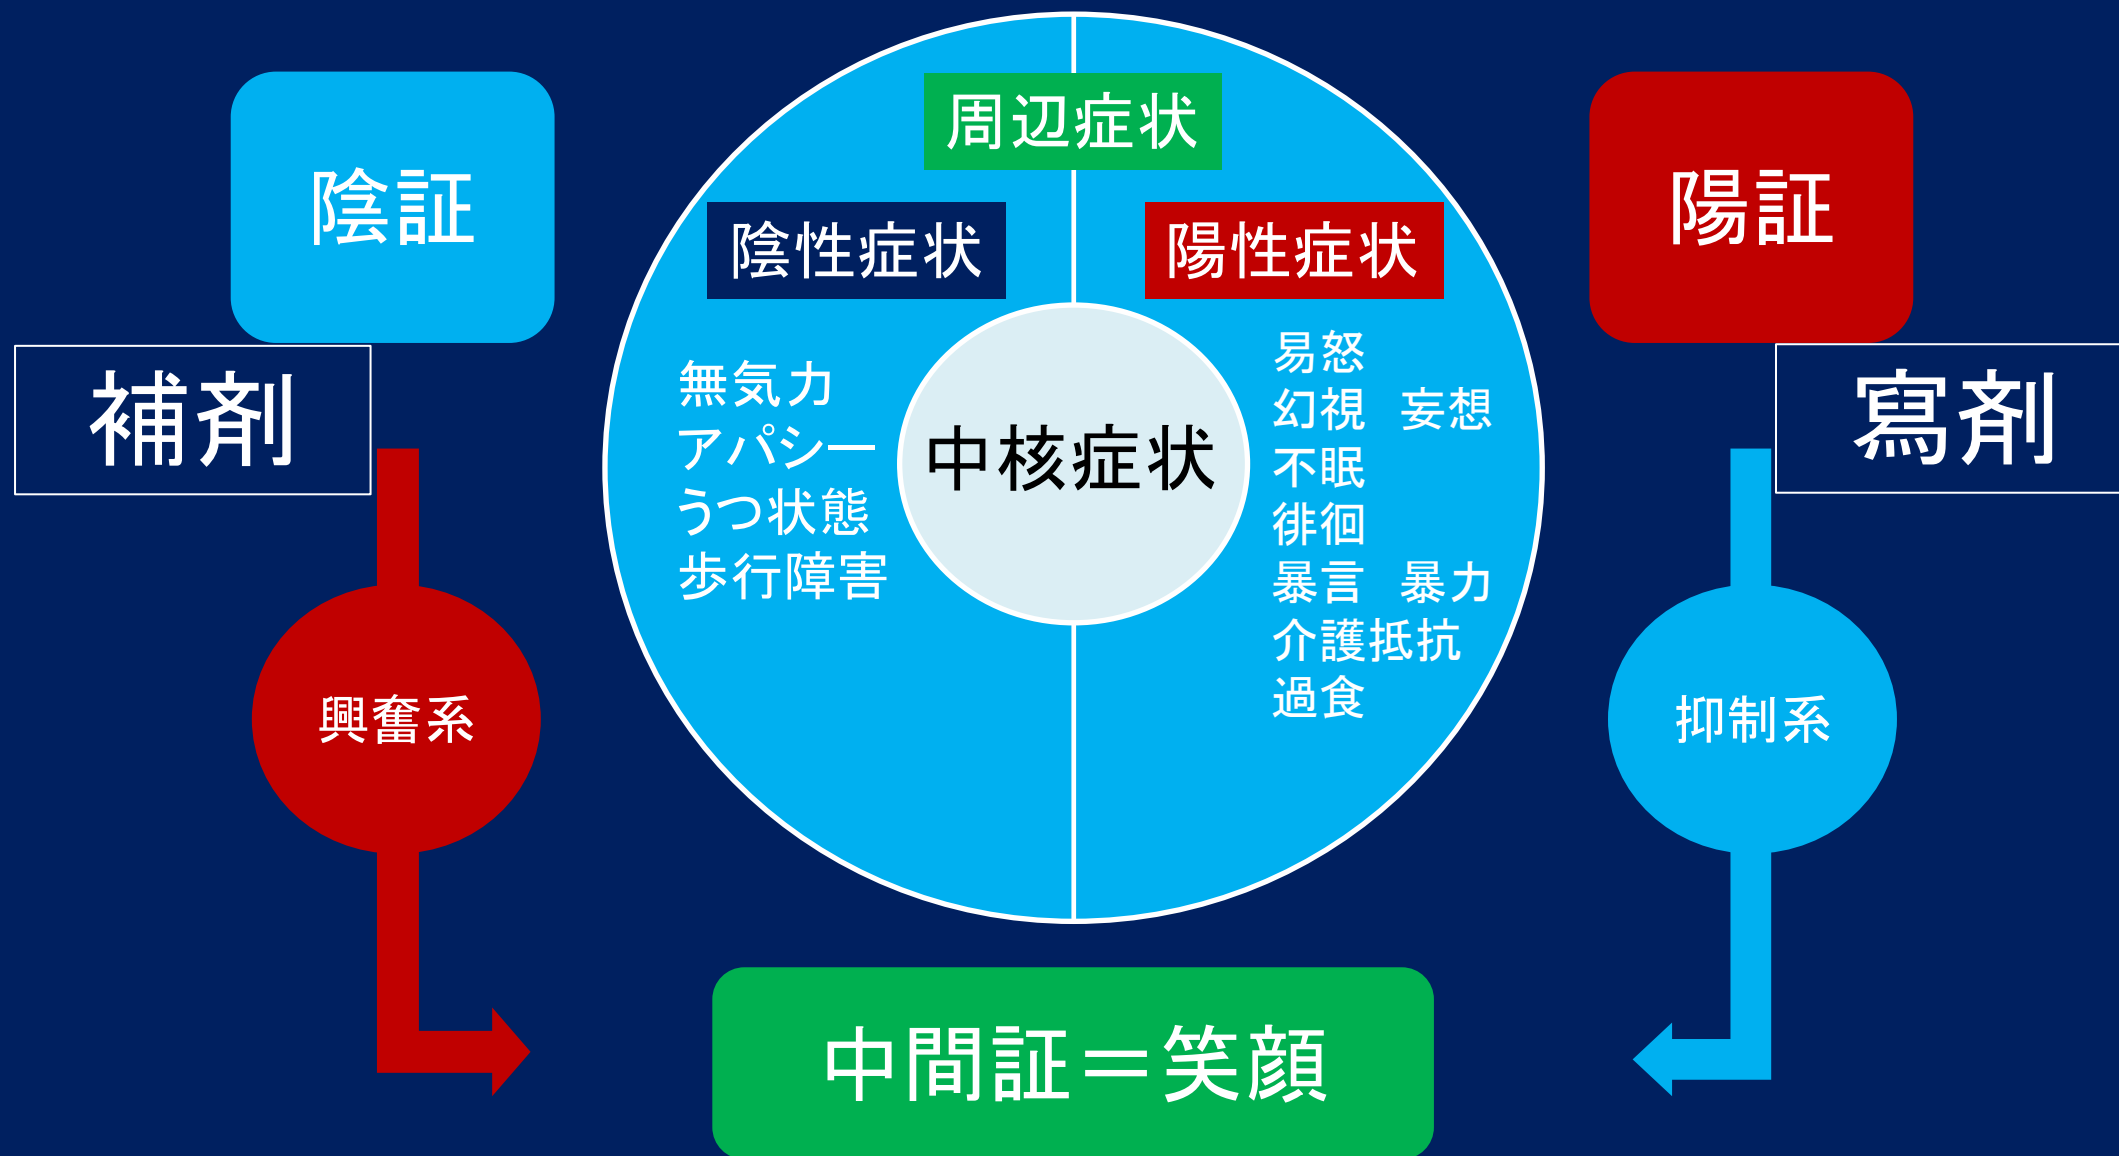 周辺症状
陰証
陽証
陰性症状
陽性症状
補剤
寫剤
無気力
アパシー
うつ状態
歩行障害
中核症状
易怒
幻視　妄想
不眠
徘徊
暴言　暴力
介護抵抗
過食
興奮系
抑制系
中間証＝笑顔